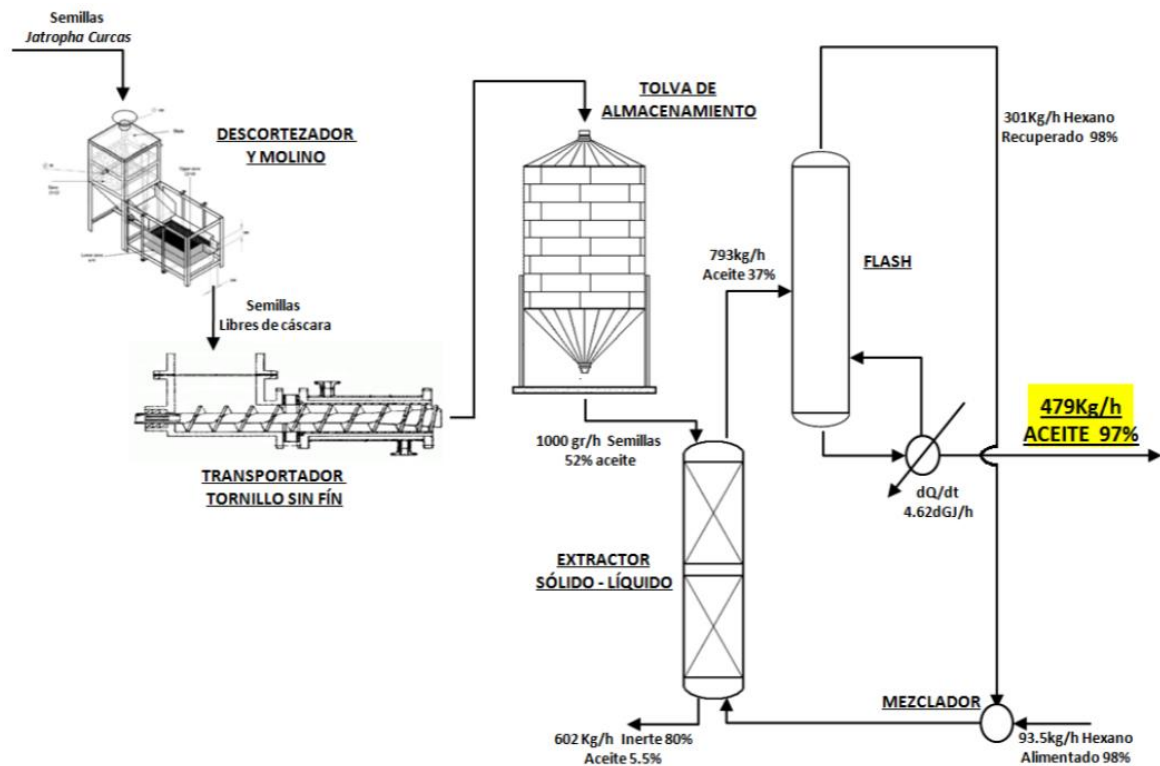 Semillas
Jatropha Curcas
DESCORTEZADOR
Y MOLINO
Semillas
Libres de cáscara
TRANSPORTADOR
TORNILLO SIN FÍN
TOLVA DE
ALMACENAMIENTO
1000 gr/h Semillas
52% aceite
EXTRACTOR
SÓLIDO - LÍQUIDO
602 Kg/h Inerte 80%
Aceite 5.5%
793kg/h
Aceite 37%
FLASH
301Kg/h Hexano
Recuperado 98%
479Kg/h
ACEITE 97%
dQ/dt
4.62dGJ/h
MEZCLADOR
93.5kg/h Hexano
Alimentado 98%